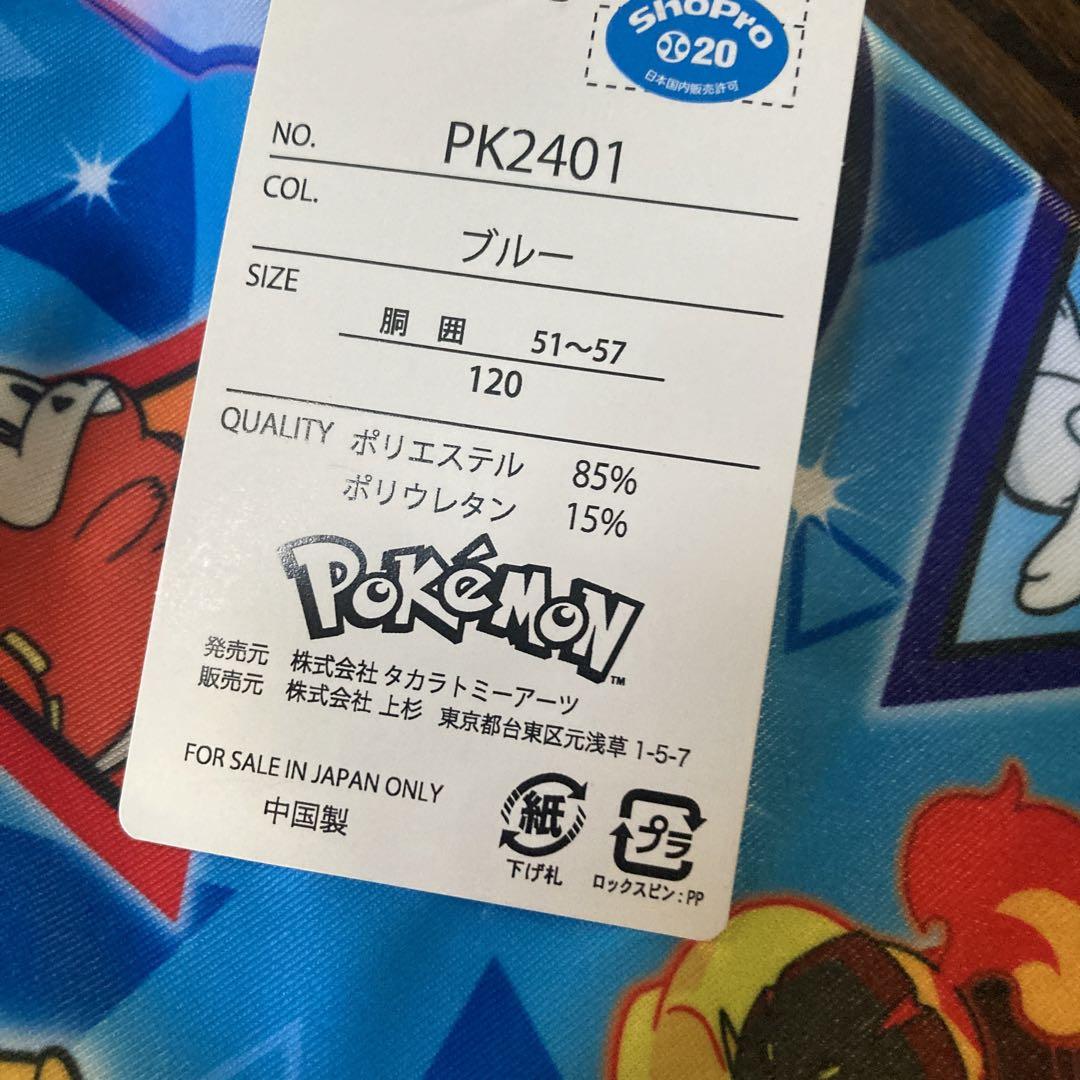 ShoPro
20
日本国内販売許可
NO. PK2401
COL. ブルー
SIZE
胴 囲 51〜57
120
QUALITY ポリエステル 85%
ポリウレタン 15%
POKéMON™
発売元 株式会社 タカラトミーアーツ
販売元 株式会社 上杉 東京都台東区元浅草 1-5-7
FOR SALE IN JAPAN ONLY
中国製
紙
下げ札
プラ
ロックスピン : PP